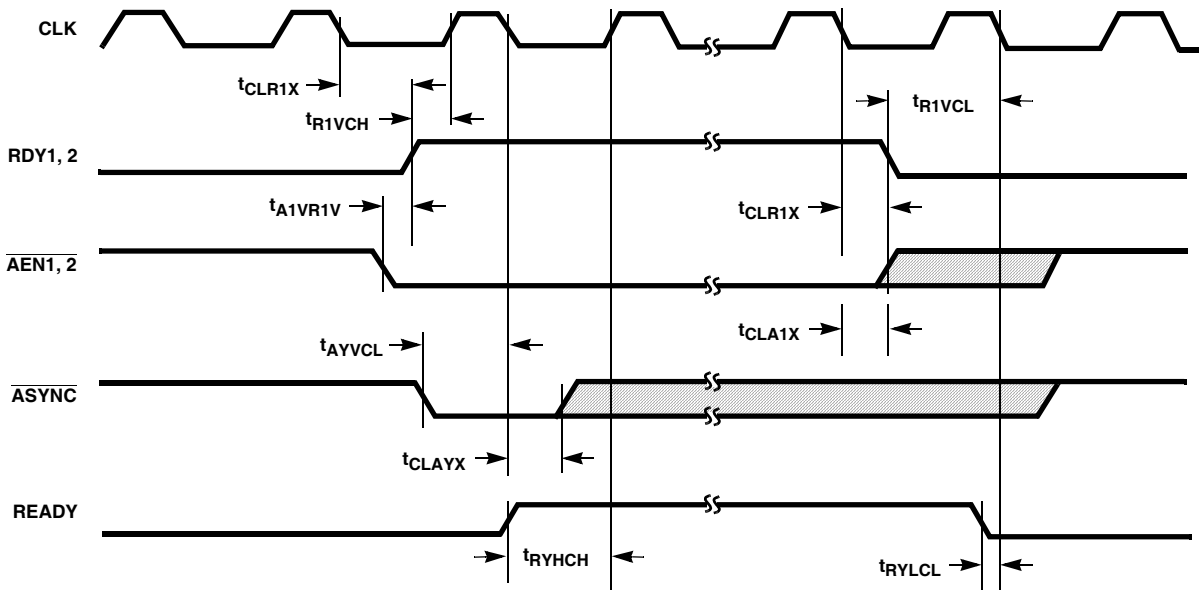 CLK
tCLR1X
tR1VCH
tR1VCL
RDY1, 2
tA1VR1V
tCLR1X
AEN1, 2
tCLA1X
tAYVCL
ASYNC
tCLAYX
READY
tRYHCH
tRYLCL